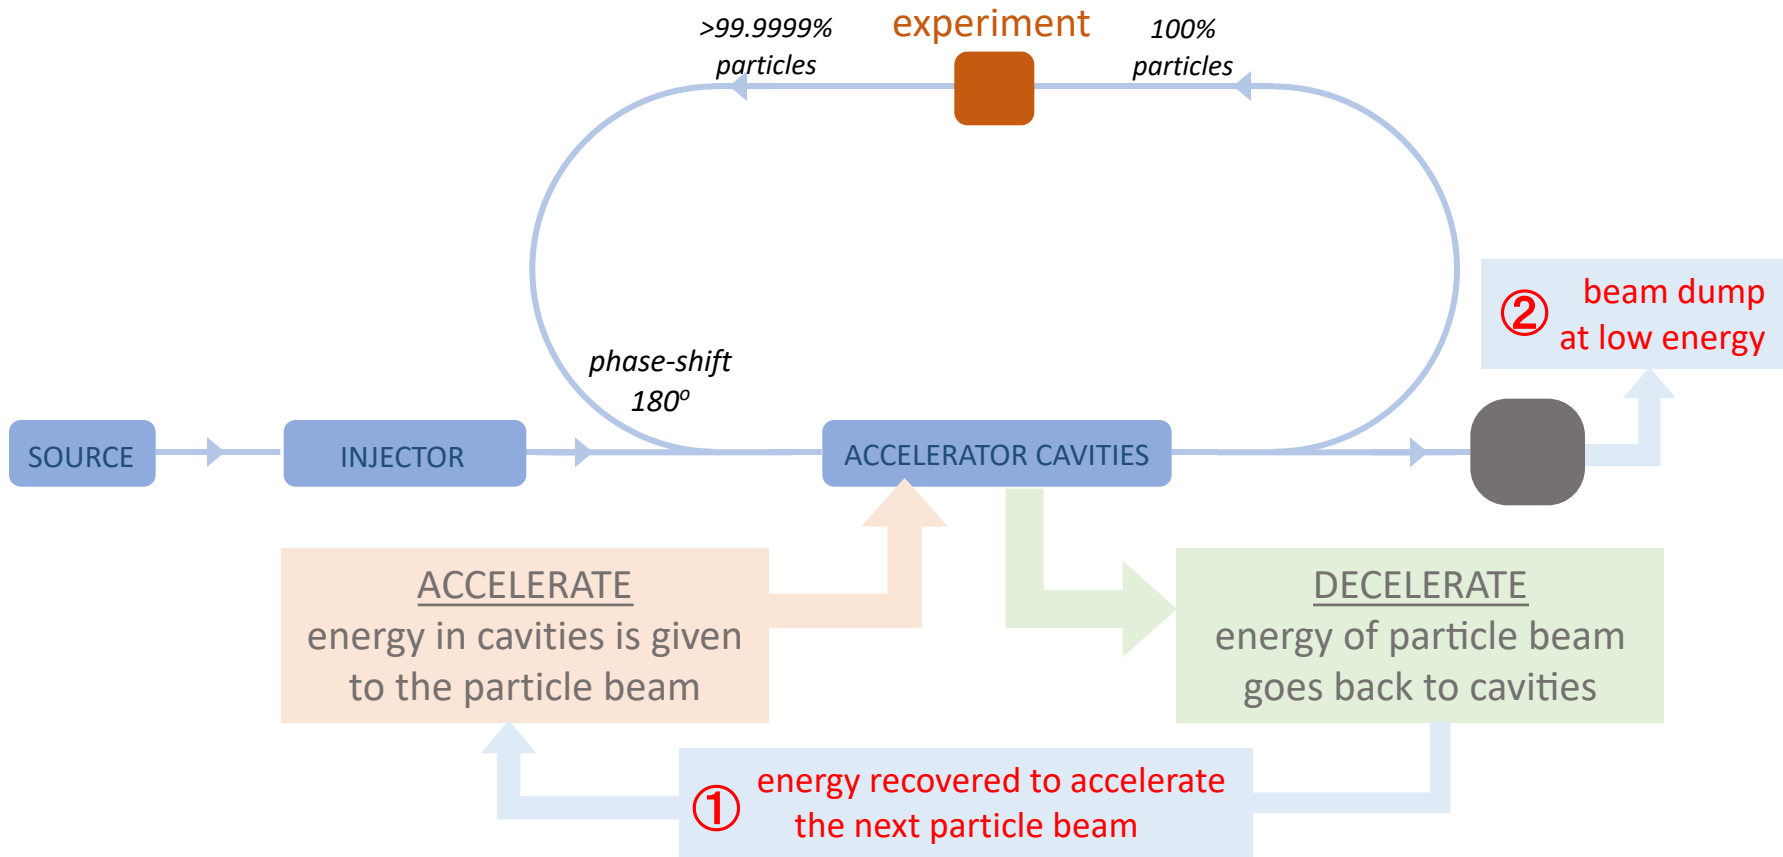 >99.9999%
particles
experiment
100%
particles
beam dump
at low energy
②
phase-shift
180º
SOURCE
INJECTOR
ACCELERATOR CAVITIES
ACCELERATE
energy in cavities is given
to the particle beam
DECELERATE
energy of particle beam
goes back to cavities
①
energy recovered to accelerate
the next particle beam